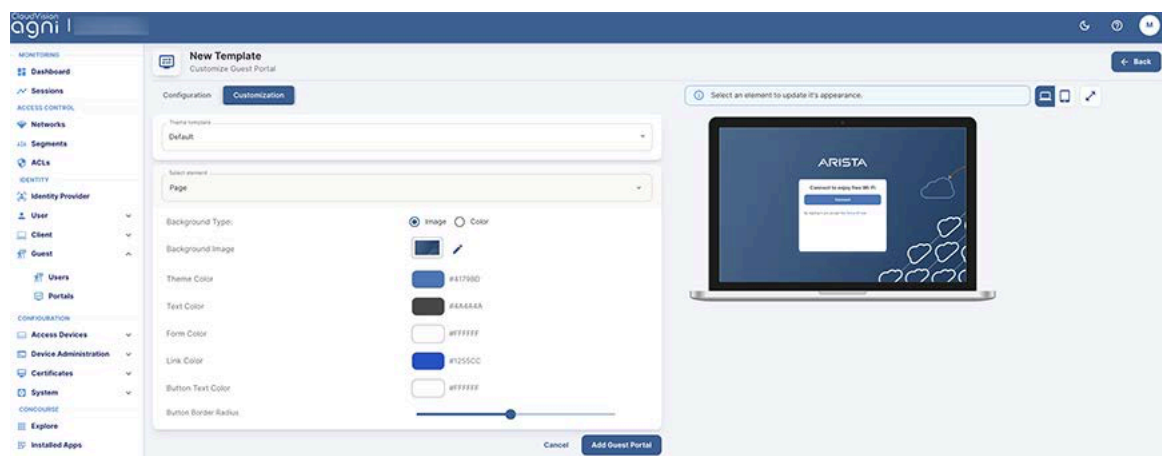 CloudVision
agni
M
MONITORING
Dashboard
Sessions
ACCESS CONTROL
Networks
Segments
ACLs
IDENTITY
Identity Provider
User
Client
Guest
Users
Portals
CONFIGURATION
Access Devices
Device Administration
Certificates
System
CONCOURSE
Explore
Installed Apps
New Template
Customize Guest Portal
Back
Configuration
Customization
Theme template
Default
Select element
Page
Background Type:
Image
Color
Background Image
Theme Color
#4179BD
Text Color
#4A4A4A
Form Color
#FFFFFF
Link Color
#1255CC
Button Text Color
#FFFFFF
Button Border Radius
Cancel
Add Guest Portal
Select an element to update it's appearance.
ARISTA
Connect to enjoy free Wi-Fi